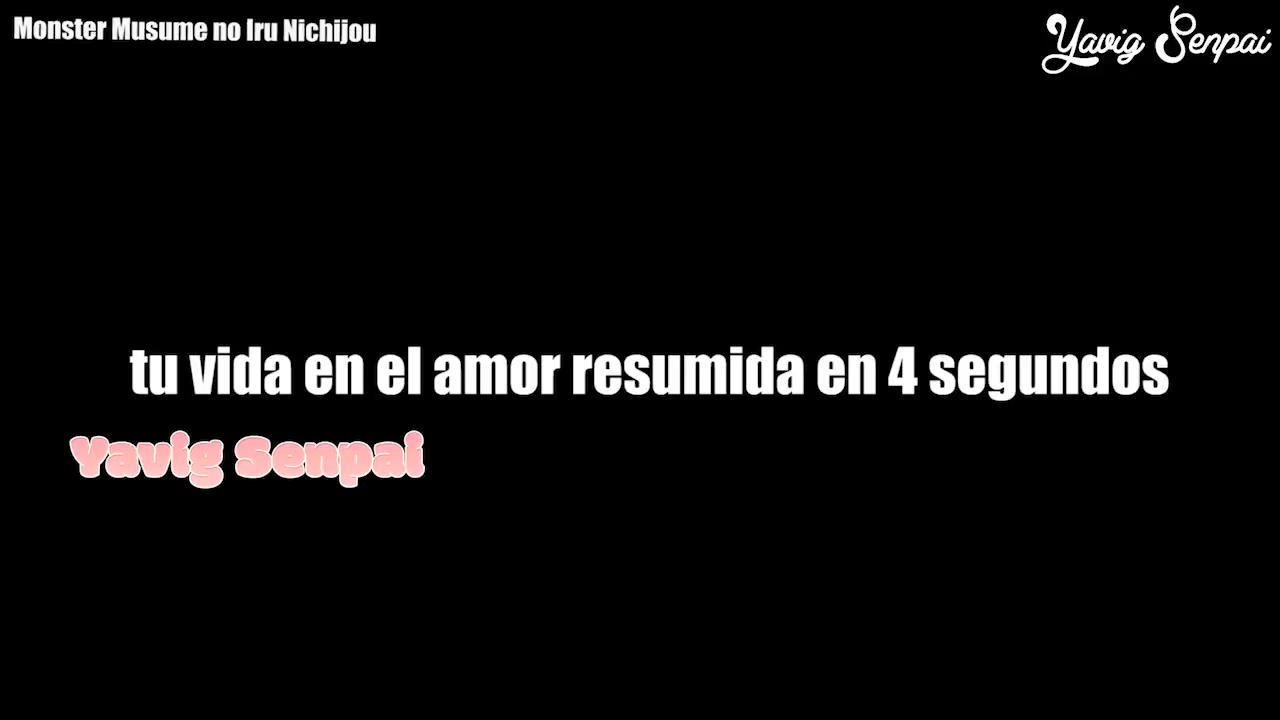 Monster Musume no Iru Nichijou
Yavig Senpai
tu vida en el amor resumida en 4 segundos
Yavig Senpai